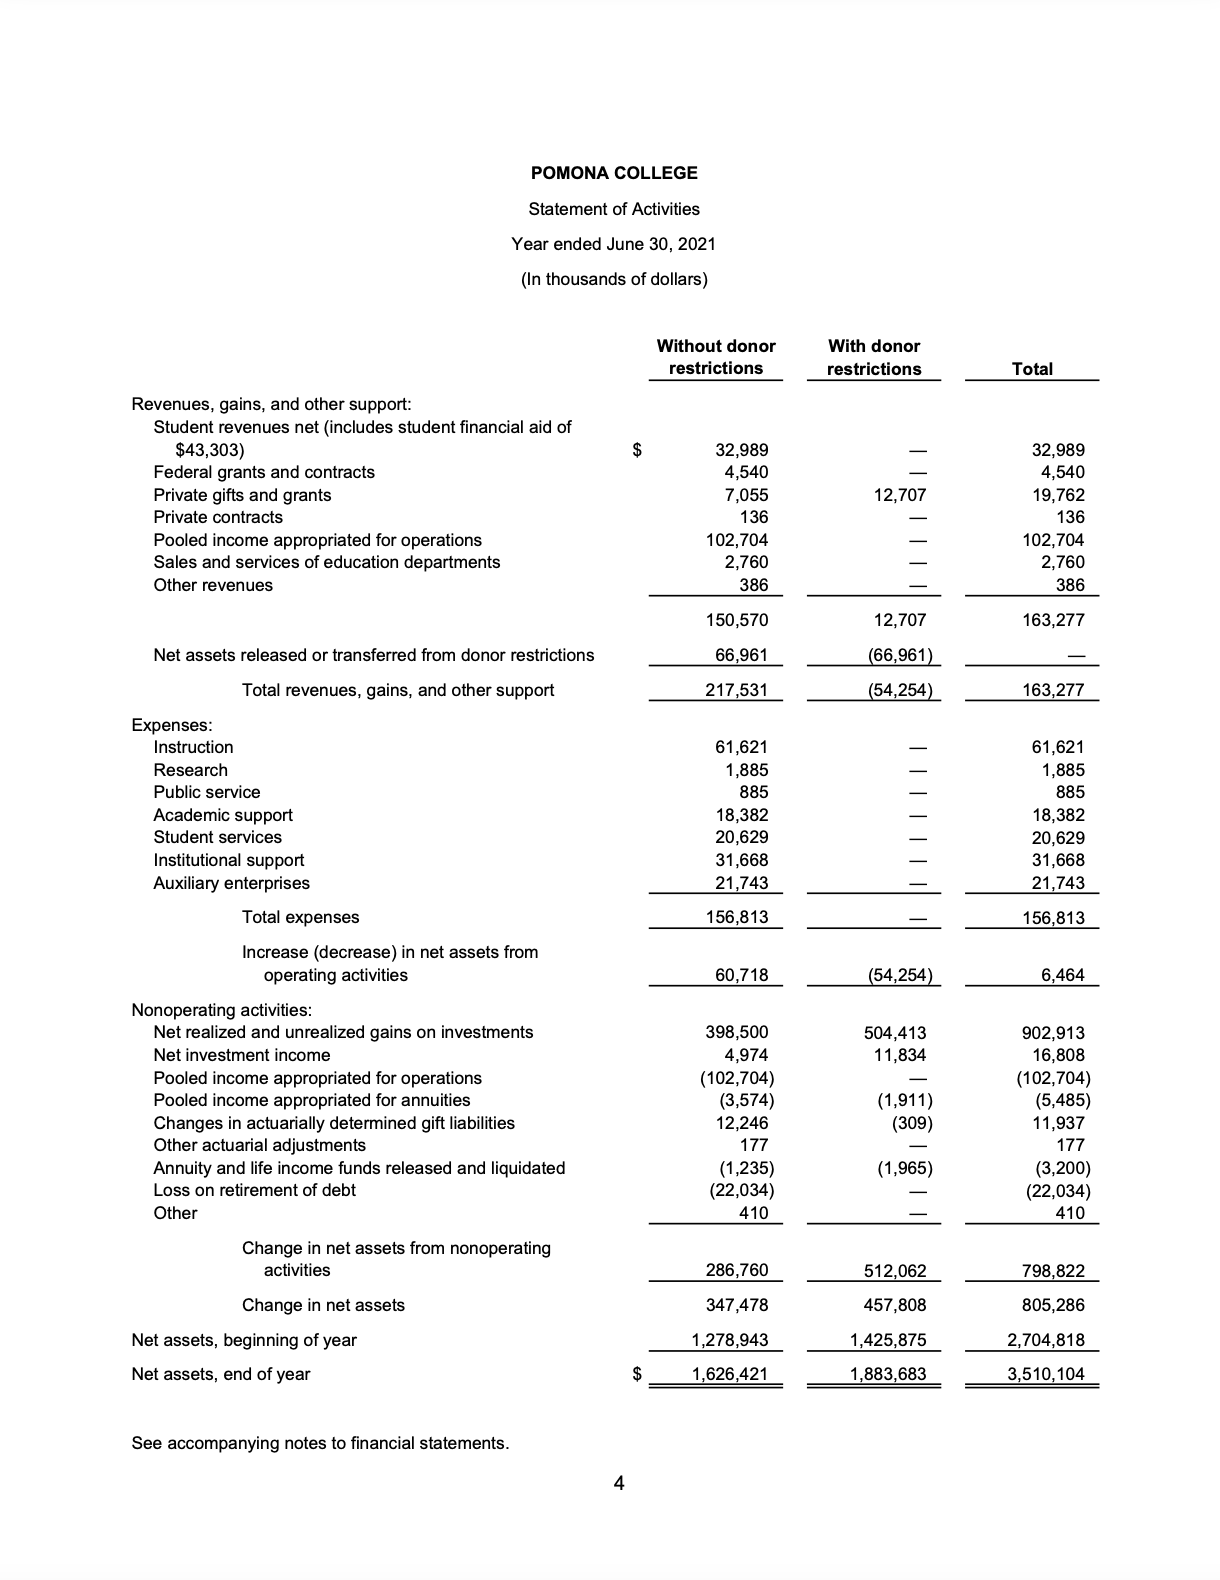 POMONA COLLEGE
Statement of Activities
Year ended June 30, 2021
(In thousands of dollars)
Without donor With donor
restrictions restrictions Total
Revenues, gains, and other support:
Student revenues net (includes student financial aid of
$43,303) $ 32,989 — 32,989
Federal grants and contracts 4,540 — 4,540
Private gifts and grants 7,055 12,707 19,762
Private contracts 136 — 136
Pooled income appropriated for operations 102,704 — 102,704
Sales and services of education departments 2,760 — 2,760
Other revenues 386 — 386
150,570 12,707 163,277
Net assets released or transferred from donor restrictions 66,961 (66,961) —
Total revenues, gains, and other support 217,531 (54,254) 163,277
Expenses:
Instruction 61,621 — 61,621
Research 1,885 — 1,885
Public service 885 — 885
Academic support 18,382 — 18,382
Student services 20,629 — 20,629
Institutional support 31,668 — 31,668
Auxiliary enterprises 21,743 — 21,743
Total expenses 156,813 — 156,813
Increase (decrease) in net assets from
operating activities 60,718 (54,254) 6,464
Nonoperating activities:
Net realized and unrealized gains on investments 398,500 504,413 902,913
Net investment income 4,974 11,834 16,808
Pooled income appropriated for operations (102,704) — (102,704)
Pooled income appropriated for annuities (3,574) (1,911) (5,485)
Changes in actuarially determined gift liabilities 12,246 (309) 11,937
Other actuarial adjustments 177 — 177
Annuity and life income funds released and liquidated (1,235) (1,965) (3,200)
Loss on retirement of debt (22,034) — (22,034)
Other 410 — 410
Change in net assets from nonoperating
activities 286,760 512,062 798,822
Change in net assets 347,478 457,808 805,286
Net assets, beginning of year 1,278,943 1,425,875 2,704,818
Net assets, end of year $ 1,626,421 1,883,683 3,510,104
See accompanying notes to financial statements.
4